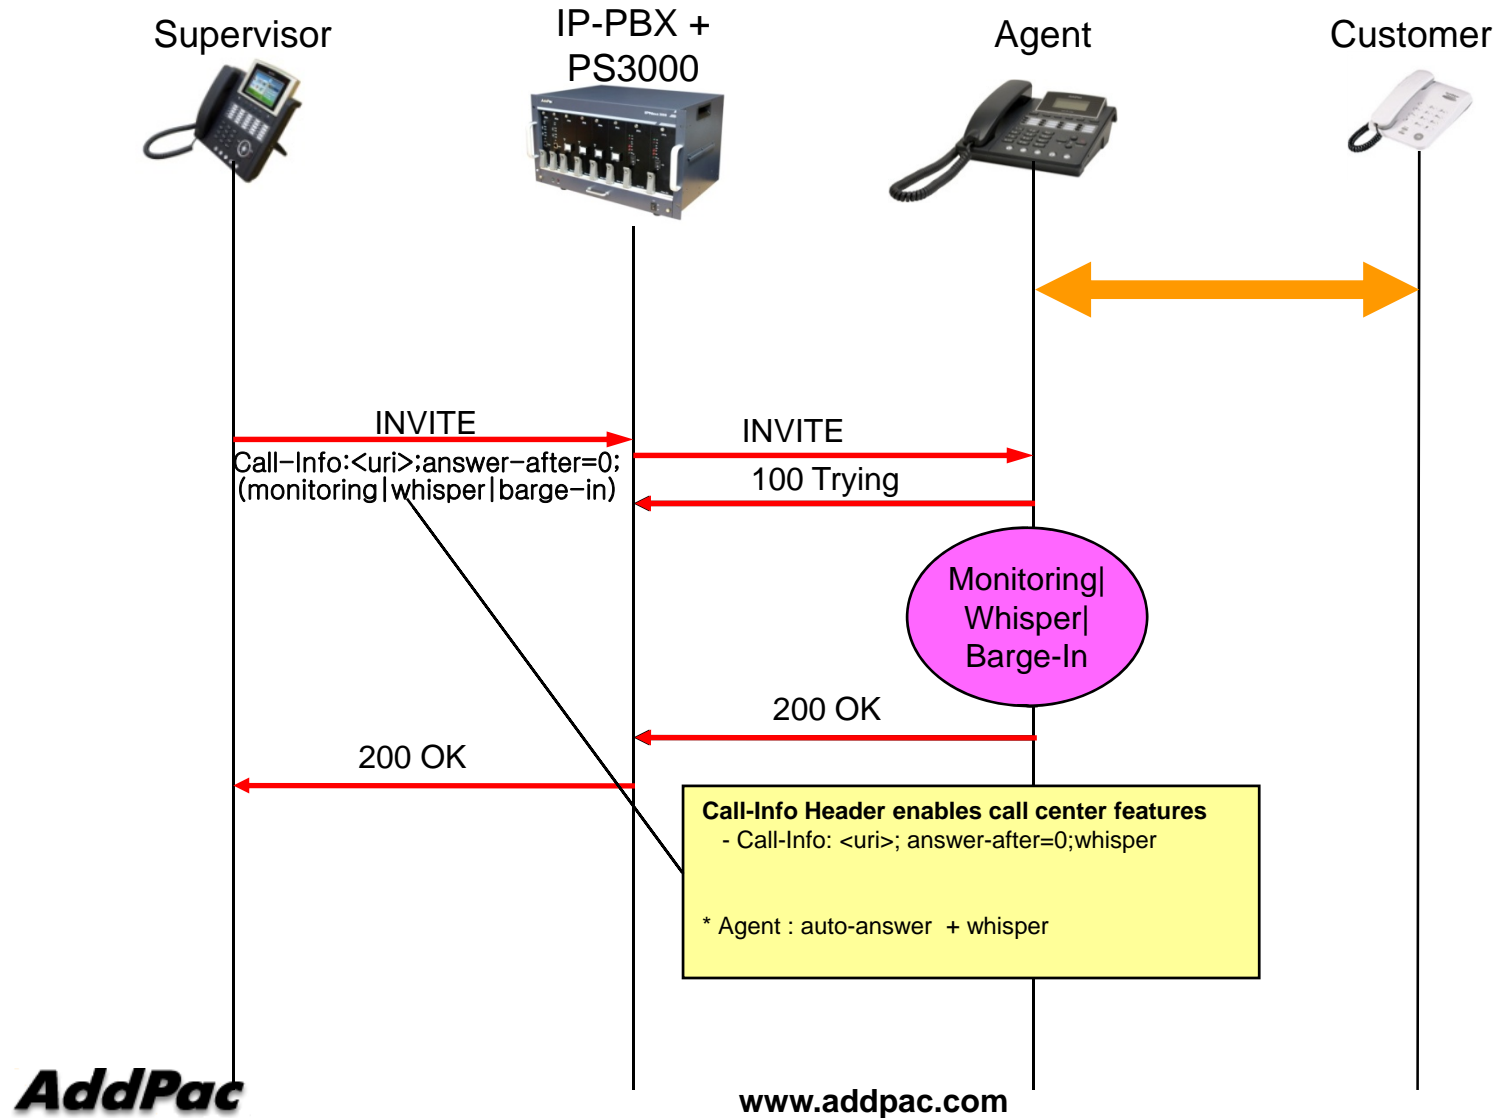 Supervisor
IP-PBX +
PS3000
Agent
Customer
INVITE
Call-Info:<uri>;answer-after=0;
(monitoring|whisper|barge-in)
INVITE
100 Trying
Monitoring|
Whisper|
Barge-In
200 OK
200 OK
Call-Info Header enables call center features
- Call-Info: <uri>; answer-after=0;whisper
* Agent : auto-answer + whisper
AddPac
www.addpac.com